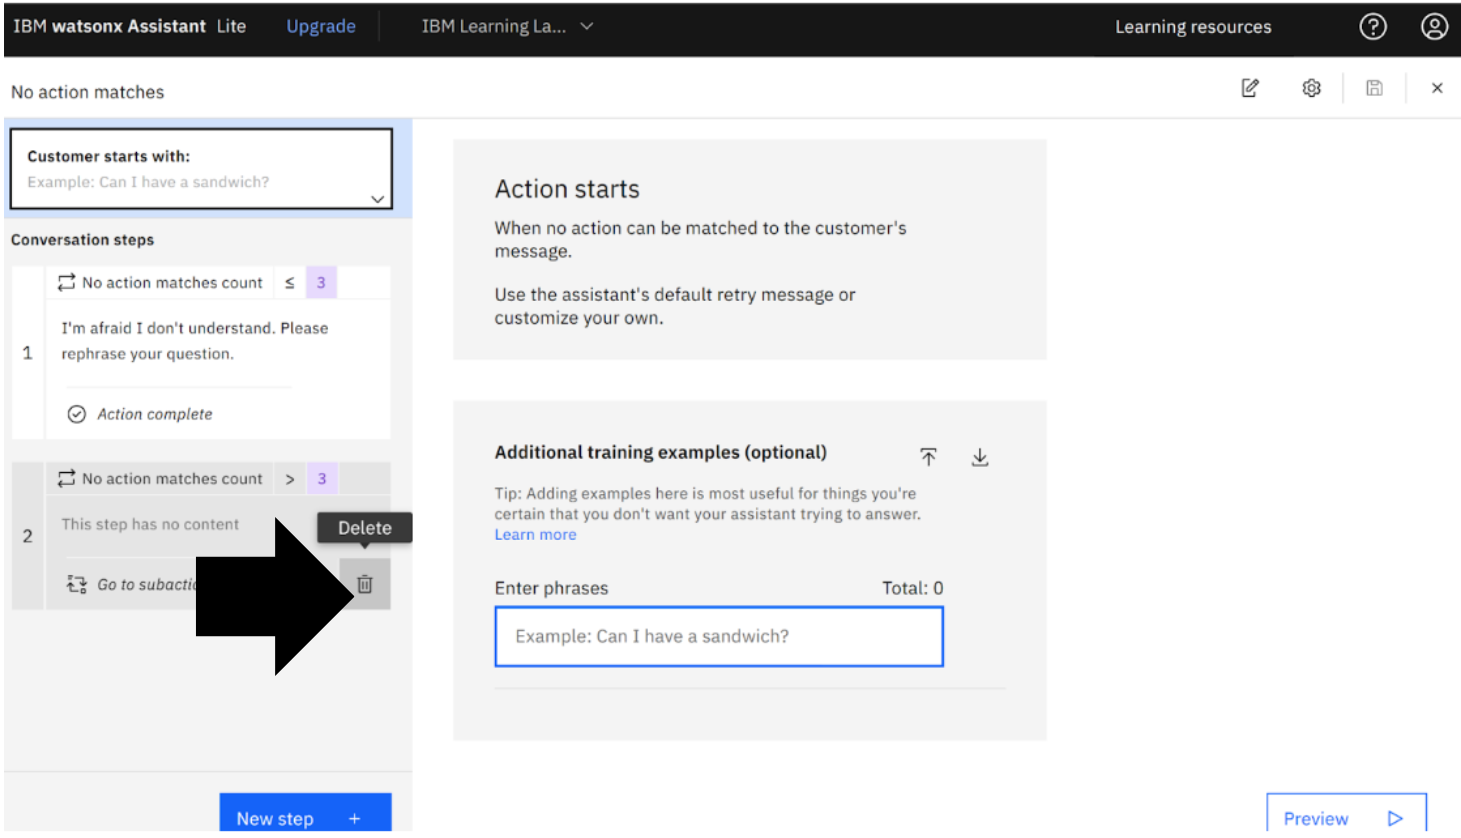 IBM watsonx Assistant Lite Upgrade IBM Learning La... Learning resources
No action matches
Customer starts with:
Example: Can I have a sandwich?
Conversation steps
No action matches count ≤ 3
1
I'm afraid I don't understand. Please
rephrase your question.
Action complete
No action matches count > 3
2
This step has no content
Delete
Go to
Action starts
When no action can be matched to the customer's
message.
Use the assistant's default retry message or
customize your own.
Additional training examples (optional)
Tip: Adding examples here is most useful for things you're
certain that you don't want your assistant trying to answer.
Learn more
Enter phrases Total: 0
Example: Can I have a sandwich?
New step +
Preview